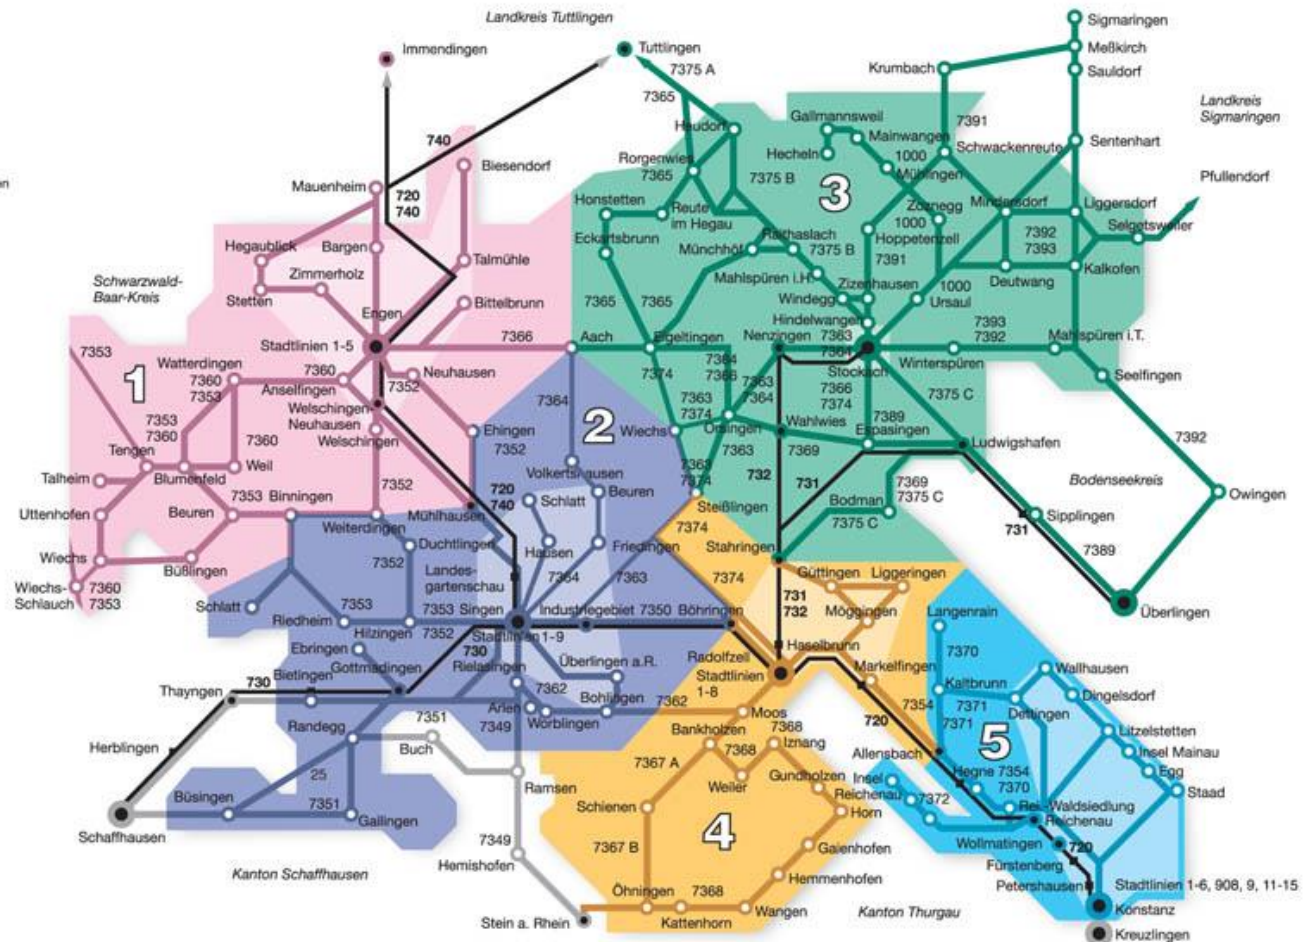 Landkreis Tuttlingen
Sigmaringen
Immendingen
Tuttlingen
Meßkirch
7375 A
Krumbach
Sauldorf
7365
Landkreis
Sigmaringen
Gallmannsweil
7391
Heudorf
Mainwangen
Sentenhart
740
Hecheln
1000
Schwackenreute
Biesendorf
Rorgenwies
7365
7375 B
3
Mühlingen
Pfullendorf
Mauenheim
720
740
Honstetten
Reute
im Hegau
Zoznegg
1000
Mindersdorf
Liggersdorf
Selgetsweiler
Hegaublick
Bargen
Eckartsbrunn
Münchhöf
Raithaslach
7375 B
Hoppetenzell
7391
7392
7393
Talmühle
Schwarzwald-
Baar-Kreis
Zimmerholz
Mahlspüren i.H.
Zizenhausen
1000
Deutwang
Kalkofen
Stetten
Bittelbrunn
7365
7365
Windegg
Ursaul
Engen
Hindelwangen
7393
7392
Stadtlinien 1-5
7366
Aach
Eigeltingen
Nenzingen
7363
7364
Mahlspüren i.T.
7353
Watterdingen
7360
7353
7360
Neuhausen
7384
7366
Stockach
Winterspüren
Seelfingen
1
Anselfingen
7352
7374
7363
7364
7366
7374
7375 C
Welschingen
Neuhausen
7364
7363
7374
7353
7360
Welschingen
Ehingen
2
Wiechs
Orsingen
Wahlwies
7389
Espasingen
Ludwigshafen
7392
Tengen
7360
7352
7363
7369
Talheim
Blumenfeld
Weil
Volkertshausen
7363
7374
732
731
7369
7375 C
Bodenseekreis
7353
Binningen
7352
720
740
Schlatt
Beuren
Bodman
Owingen
Uttenhofen
Beuren
Mühlhausen
Steißlingen
7375 C
Sipplingen
Weiterdingen
7374
731
Wiechs
Duchtlingen
Hausen
Friedingen
Stahringen
7389
Büßlingen
7352
Landes-
gartenschau
7364
7363
7374
Güttingen
Liggeringen
Wiechs-
Schlauch
7360
7353
Schlatt
7353
7353
Singen
Industriegebiet
7350
Böhringen
731
732
Möggingen
Langenrain
Überlingen
Riedheim
Hilzingen
7352
Stadtlinien 1-9
Haselbrunn
Ebringen
730
Bietingen
Gottmadingen
Rielasingen
Überlingen a.R.
Radolfzell
Stadtlinien
1-8
7370
Markelfingen
Wallhausen
Thayngen
730
7362
Kaltbrunn
Dingelsdorf
Arlen
Bohlingen
7362
7354
7371
7371
Dettingen
Randegg
7351
7349
Worblingen
Moos
720
Litzelstetten
Herblingen
Buch
Bankholzen
7368
Iznang
Allensbach
5
Insel Mainau
7367 A
7368
Hegne
7354
Egg
25
Weiler
Gundholzen
Insel
Reichenau
7370
Staad
Büsingen
Ramsen
7372
Rei.-Waldsiedlung
7351
Schienen
Horn
Reichenau
Schaffhausen
Gailingen
4
Wollmatingen
720
7349
7367 B
Gaienhofen
Fürstenberg
Hemishofen
Hemmenhofen
Petershausen
Stadtlinien 1-6, 908, 9, 11-15
Kanton Schaffhausen
Öhningen
7368
Wangen
Kanton Thurgau
Konstanz
Stein a. Rhein
Kattenhorn
Kreuzlingen